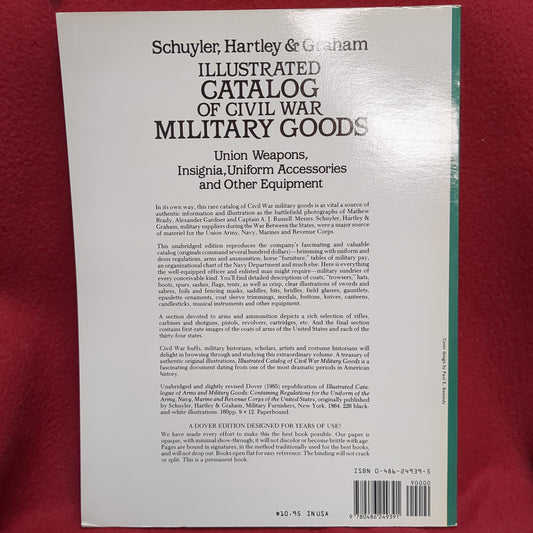 Schuyler, Hartley & Graham
ILLUSTRATED
CATALOG
OF CIVIL WAR
MILITARY GOODS
Union Weapons,
Insignia, Uniform Accessories
and Other Equipment
In its own way, this rare catalog of Civil War military goods is as vital a source of
authentic information and illustration as the battlefield photographs of Mathew
Brady, Alexander Gardner and Captain A. J. Russell. Messrs. Schuyler, Hartley &
Graham, military suppliers during the War Between the States, were a major source
of materiel for the Union Army, Navy, Marines and Revenue Corps.
This unabridged edition reproduces the company's fascinating and valuable
catalog (originals command several hundred dollars)—brimming with uniform and
dress regulations, arms and ammunition, horse "furniture," tables of military pay,
an organizational chart of the Navy Department and much else. Here is everything
the well-equipped officer and enlisted man might require—military sundries of
every conceivable kind. You'll find detailed descriptions of coats, "trowsers," hats,
boots, spurs, sashes, flags, tents, as well as crisp, clear illustrations of swords and
sabres, foils and fencing masks, saddles, bits, bridles, field glasses, gauntlets,
epaulette ornaments, coat sleeve trimmings, medals, buttons, knives, canteens,
candlesticks, musical instruments and other equipment.
A section devoted to arms and ammunition depicts a rich selection of rifles,
carbines and shotguns, pistols, revolvers, cartridges, etc. And the final section
contains first-rate images of the coats of arms of the United States and each of the
thirty-four states.
Civil War buffs, military historians, scholars, artists and costume historians will
delight in browsing through and studying this extraordinary volume. A treasury of
authentic original illustrations, Illustrated Catalog of Civil War Military Goods is a
fascinating document dating from one of the most dramatic periods in American
history.
Unabridged and slightly revised Dover (1985) republication of Illustrated Cata-
logue of Arms and Military Goods: Containing Regulations for the Uniform of the
Army, Navy, Marine and Revenue Corps of the United States, originally published
by Schuyler, Hartley & Graham, Military Furnishers, New York, 1864. 226 black-
and-white illustrations. 160pp. 9 × 12. Paperbound.
A DOVER EDITION DESIGNED FOR YEARS OF USE!
We have made every effort to make this the best book possible. Our paper is
opaque, with minimal show-through; it will not discolor or become brittle with age.
Pages are bound in signatures, in the method traditionally used for the best books,
and will not drop out. Books open flat for easy reference. The binding will not crack
or split. This is a permanent book.
Cover design by Paul E. Kennedy
ISBN 0-486-24939-5
90000
9 780486 249391
$10.95 IN USA